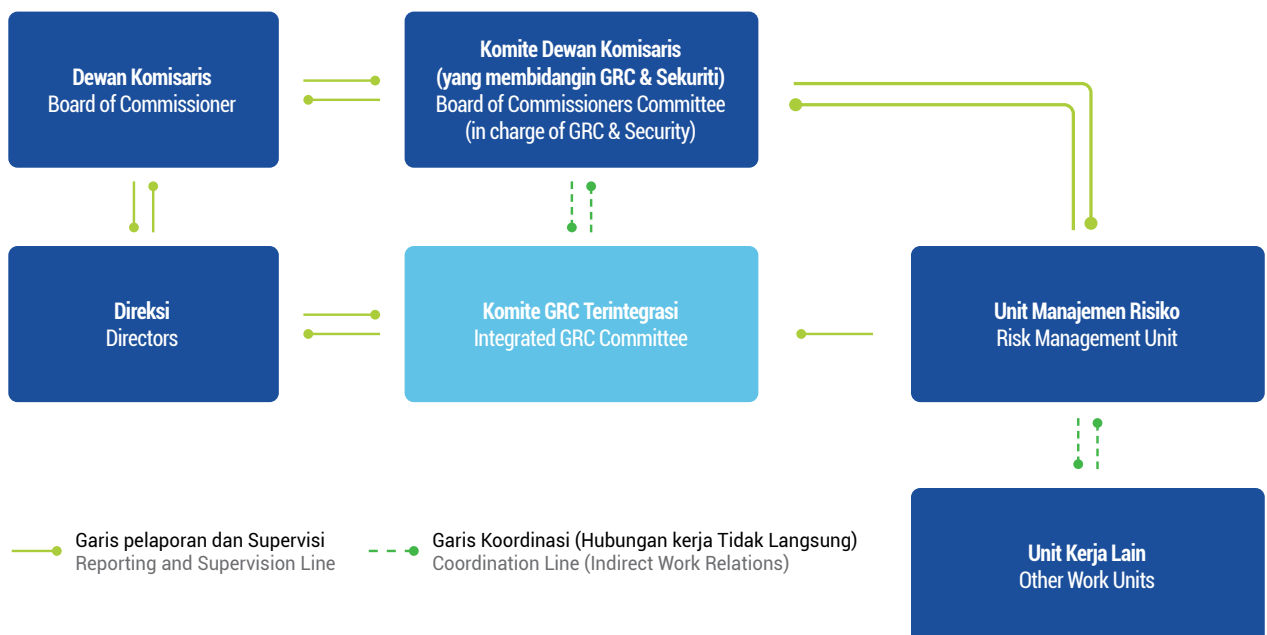 Dewan Komisaris
Board of Commissioner
Komite Dewan Komisaris
(yang membidangin GRC & Sekuriti)
Board of Commissioners Committee
(in charge of GRC & Security)
Direksi
Directors
Komite GRC Terintegrasi
Integrated GRC Committee
Unit Manajemen Risiko
Risk Management Unit
Garis pelaporan dan Supervisi
Reporting and Supervision Line
Garis Koordinasi (Hubungan kerja Tidak Langsung)
Coordination Line (Indirect Work Relations)
Unit Kerja Lain
Other Work Units